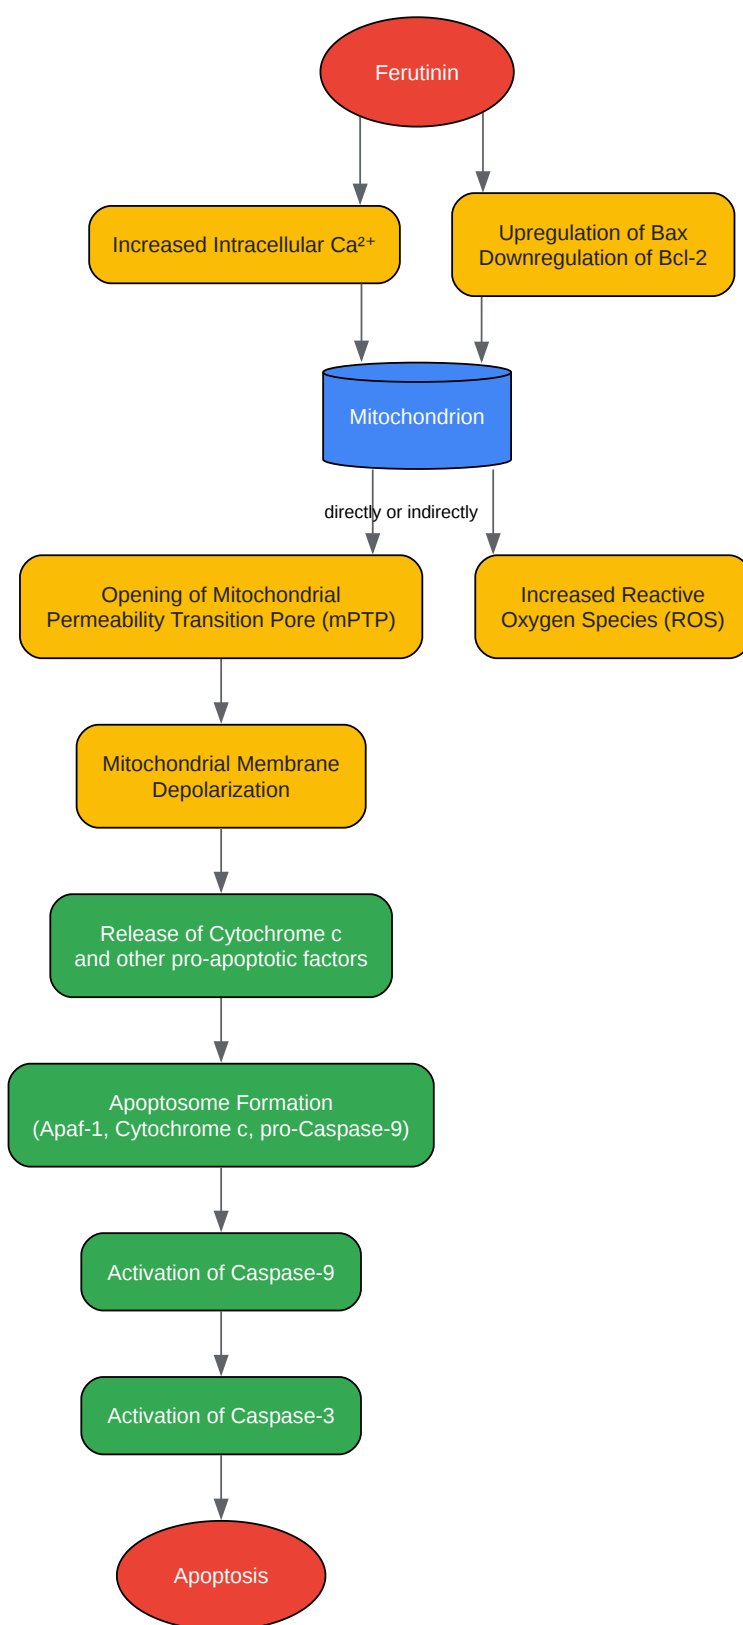 Ferutinin
Increased Intracellular Ca²⁺
Upregulation of Bax
Downregulation of Bcl-2
Mitochondrion
directly or indirectly
Opening of Mitochondrial
Permeability Transition Pore (mPTP)
Increased Reactive
Oxygen Species (ROS)
Mitochondrial Membrane
Depolarization
Release of Cytochrome c
and other pro-apoptotic factors
Apoptosome Formation
(Apaf-1, Cytochrome c, pro-Caspase-9)
Activation of Caspase-9
Activation of Caspase-3
Apoptosis